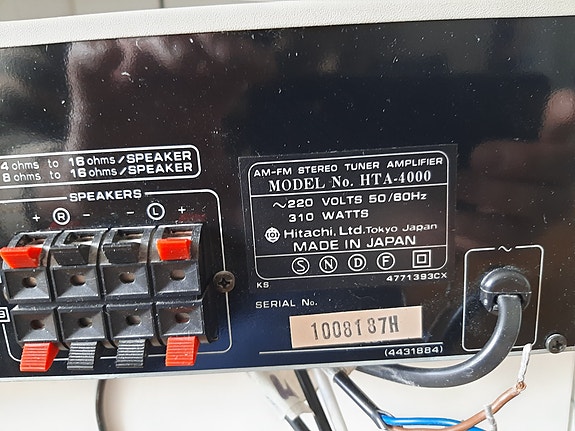 4 ohms to 16 ohms/SPEAKER
8 ohms to 16 ohms/SPEAKER
SPEAKERS
+ R - - L +
AM-FM STEREO TUNER AMPLIFIER
MODEL No. HTA-4000
~220 VOLTS 50/60Hz
310 WATTS
Hitachi, Ltd. Tokyo Japan
MADE IN JAPAN
S N D F
KS 4771393CX
SERIAL No.
1008187H
(4431884)
~